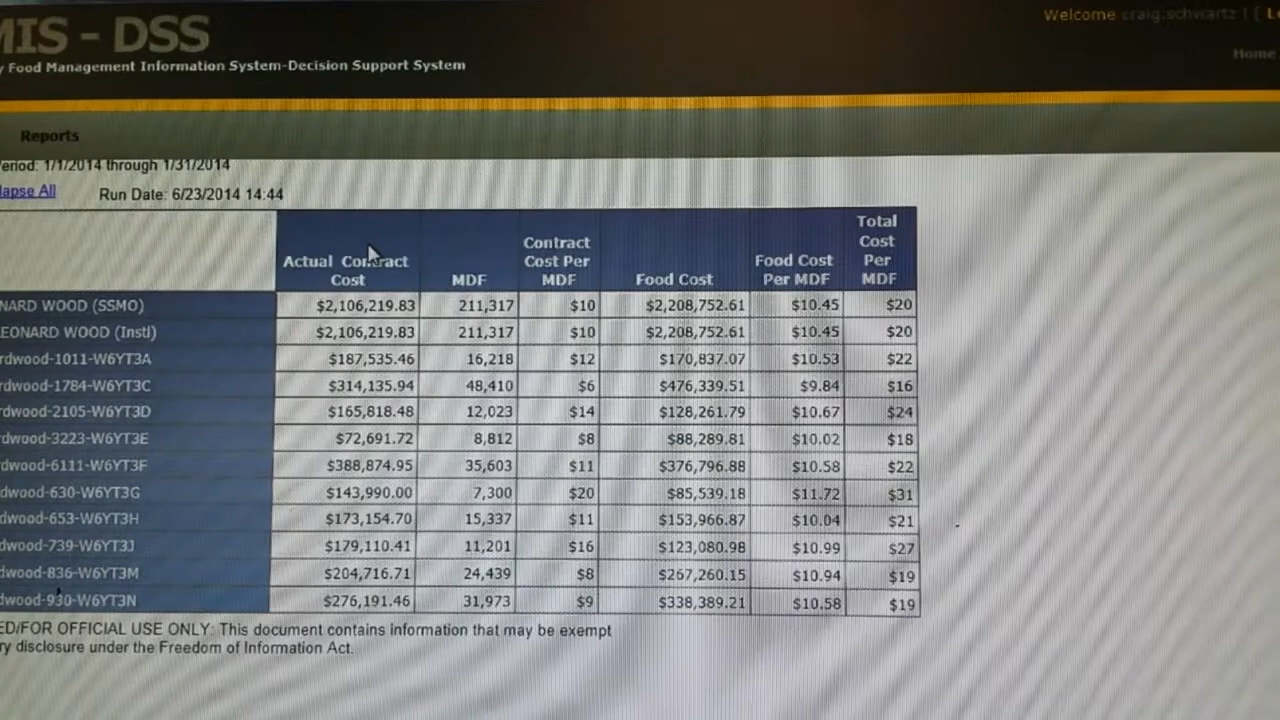 MIS - DSS
Welcome craig.schwartz | [ L
y Food Management Information System-Decision Support System
Home
Reports
eriod: 1/1/2014 through 1/31/2014
lapse All Run Date: 6/23/2014 14:44
Actual Contract Cost MDF Contract Cost Per MDF Food Cost Food Cost Per MDF Total Cost Per MDF
NARD WOOD (SSMO) $2,106,219.83 211,317 $10 $2,208,752.61 $10.45 $20
EONARD WOOD (Instl) $2,106,219.83 211,317 $10 $2,208,752.61 $10.45 $20
rdwood-1011-W6YT3A $187,535.46 16,218 $12 $170,837.07 $10.53 $22
rdwood-1784-W6YT3C $314,135.94 48,410 $6 $476,339.51 $9.84 $16
rdwood-2105-W6YT3D $165,818.48 12,023 $14 $128,261.79 $10.67 $24
rdwood-3223-W6YT3E $72,691.72 8,812 $8 $88,289.81 $10.02 $18
rdwood-6111-W6YT3F $388,874.95 35,603 $11 $376,796.88 $10.58 $22
rdwood-630-W6YT3G $143,990.00 7,300 $20 $85,539.18 $11.72 $31
dwood-653-W6YT3H $173,154.70 15,337 $11 $153,966.87 $10.04 $21
dwood-739-W6YT3J $179,110.41 11,201 $16 $123,080.98 $10.99 $27
dwood-836-W6YT3M $204,716.71 24,439 $8 $267,260.15 $10.94 $19
dwood-930-W6YT3N $276,191.46 31,973 $9 $338,389.21 $10.58 $19
ED/FOR OFFICIAL USE ONLY: This document contains information that may be exempt
ry disclosure under the Freedom of Information Act.